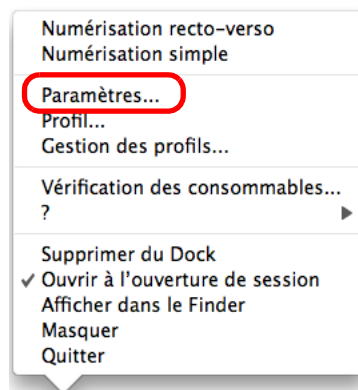 Numérisation recto-verso
Numérisation simple
Paramètres...
Profil...
Gestion des profils...
Vérification des consommables...
?
Supprimer du Dock
Ouvrir à l'ouverture de session
Afficher dans le Finder
Masquer
Quitter